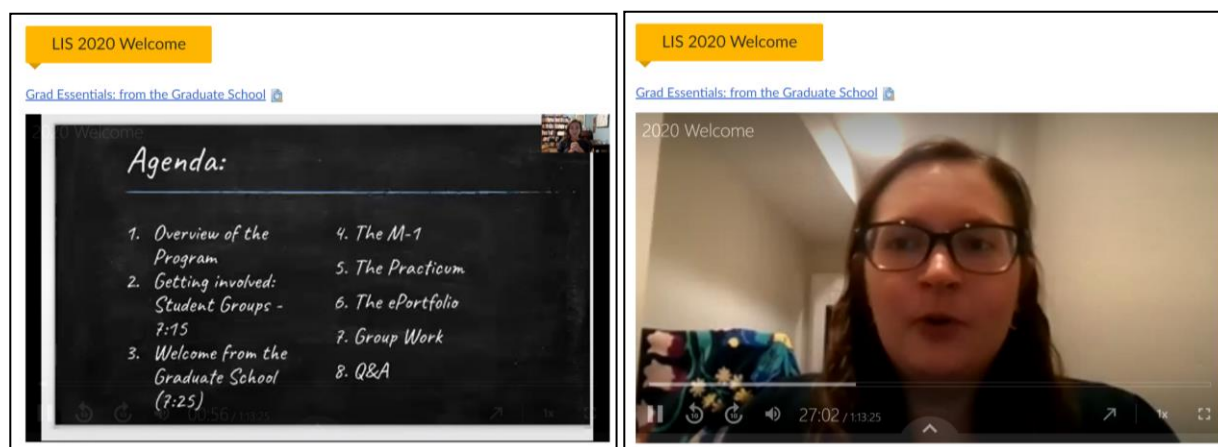 LIS 2020 Welcome
Grad Essentials: from the Graduate School
2020 Welcome
Agenda:
1. Overview of the
Program
2. Getting involved:
Student Groups -
7:15
3. Welcome from the
Graduate School
(7:25)
4. The M-1
5. The Practicum
6. The ePortfolio
7. Group Work
8. Q&A
00:56 / 1:13:25
1x
LIS 2020 Welcome
Grad Essentials: from the Graduate School
2020 Welcome
27:02 / 1:13:25
1x